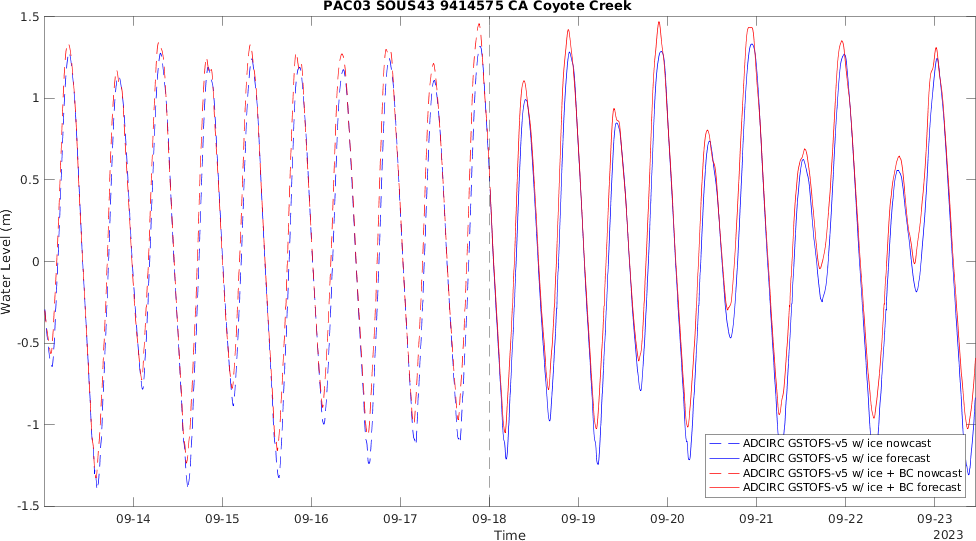 PAC03 SOUS43 9414575 CA Coyote Creek
1.5
1
0.5
0
-0.5
-1
-1.5
Water Level (m)
09-14
09-15
09-16
09-17
09-18
09-19
09-20
09-21
09-22
09-23
Time
2023
ADCIRC GSTOFS-v5 w/ ice nowcast
ADCIRC GSTOFS-v5 w/ ice forecast
ADCIRC GSTOFS-v5 w/ ice + BC nowcast
ADCIRC GSTOFS-v5 w/ ice + BC forecast